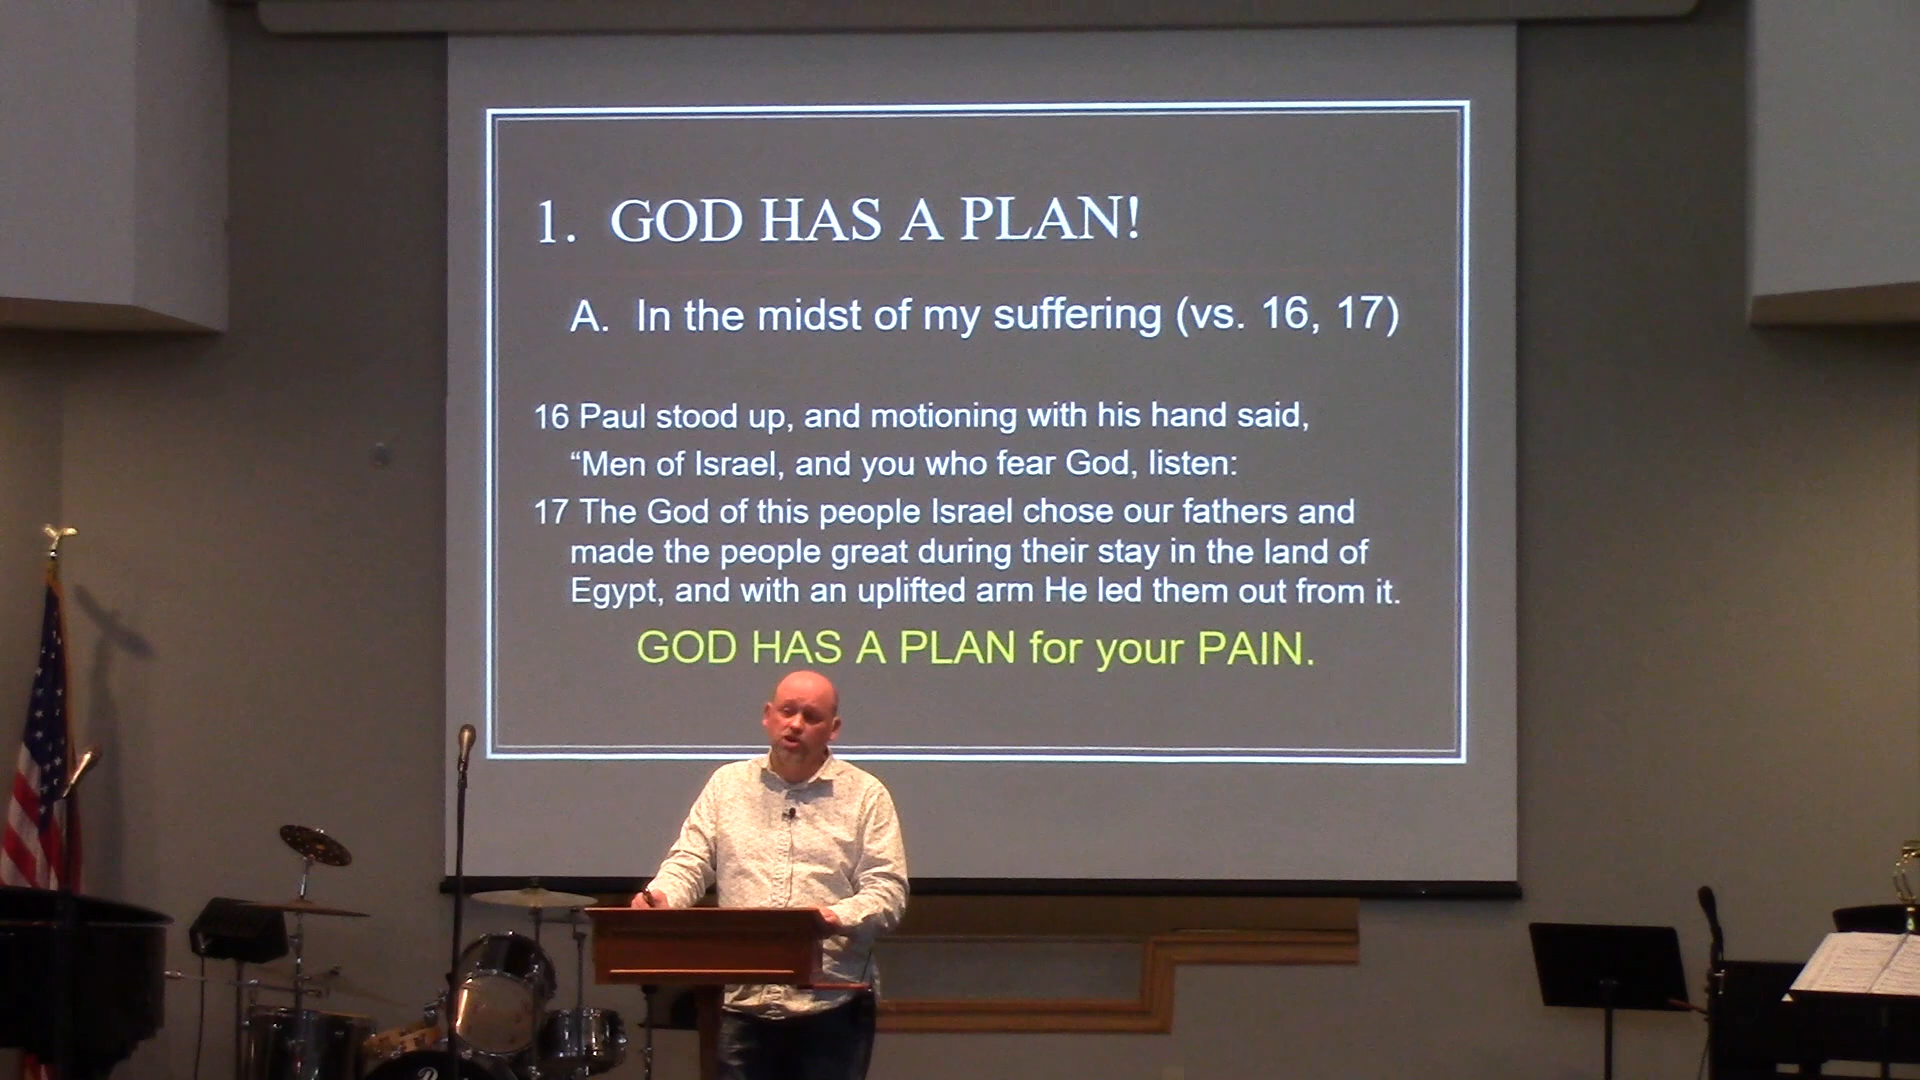 1. GOD HAS A PLAN!
A. In the midst of my suffering (vs. 16, 17)
16 Paul stood up, and motioning with his hand said,
“Men of Israel, and you who fear God, listen:
17 The God of this people Israel chose our fathers and
made the people great during their stay in the land of
Egypt, and with an uplifted arm He led them out from it.
GOD HAS A PLAN for your PAIN.